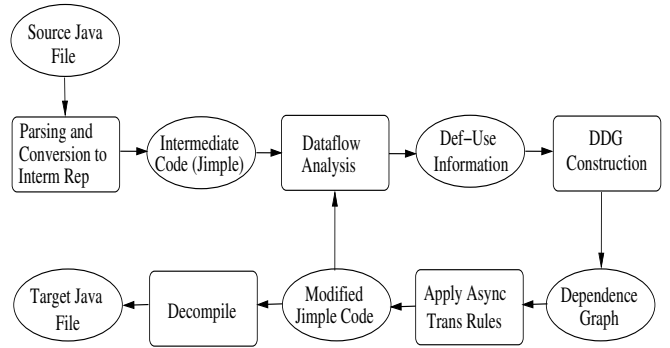 Source Java
File
Parsing and
Conversion to
Interm Rep
Intermediate
Code (Jimple)
Dataflow
Analysis
Def-Use
Information
DDG
Construction
Target Java
File
Decompile
Modified
Jimple Code
Apply Async
Trans Rules
Dependence
Graph